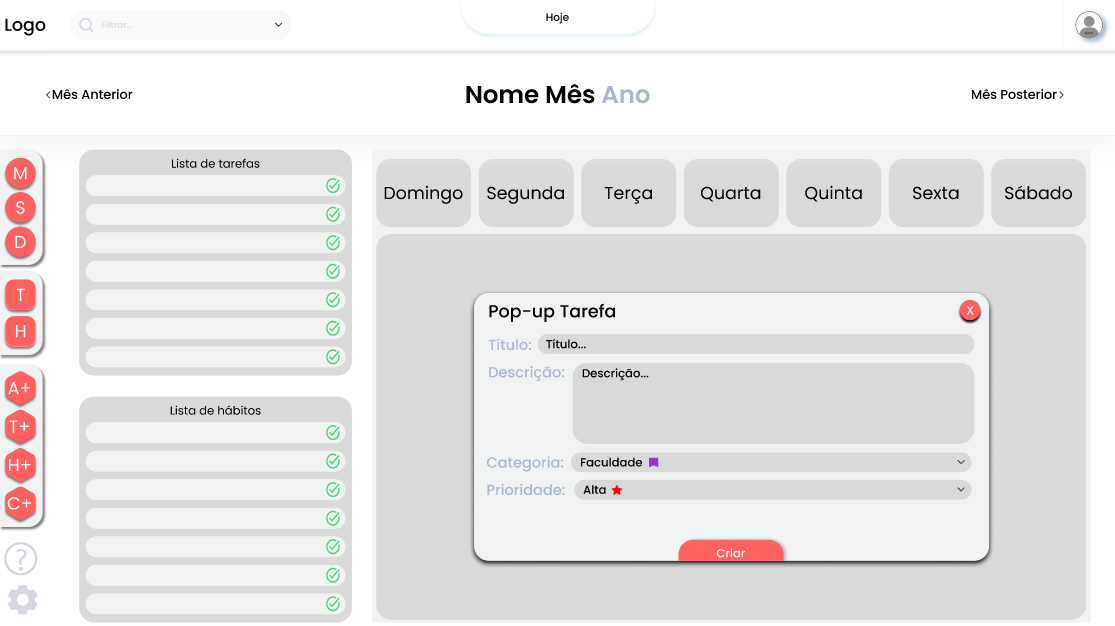 Logo
Filtrar...
Hoje
Mês Anterior
Nome Mês Ano
Mês Posterior
M
S
D
T
H
A+
T+
H+
C+
?
Lista de tarefas
Lista de hábitos
Domingo
Segunda
Terça
Quarta
Quinta
Sexta
Sábado
Pop-up Tarefa
X
Título: Título...
Descrição: Descrição...
Categoria: Faculdade
Prioridade: Alta
Criar